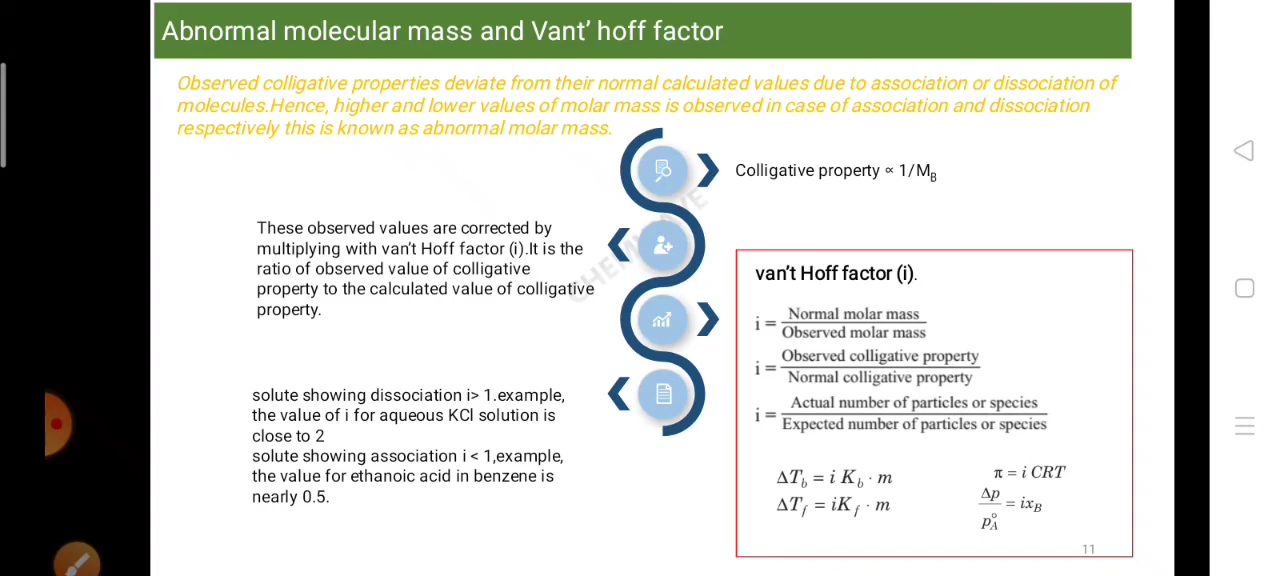 Abnormal molecular mass and Vant’ hoff factor
Observed colligative properties deviate from their normal calculated values due to association or dissociation of
molecules.Hence, higher and lower values of molar mass is observed in case of association and dissociation
respectively this is known as abnormal molar mass.
Colligative property ∝ 1/M_B
These observed values are corrected by
multiplying with van’t Hoff factor (i).It is the
ratio of observed value of colligative
property to the calculated value of colligative
property.
solute showing dissociation i> 1.example,
the value of i for aqueous KCl solution is
close to 2
solute showing association i < 1,example,
the value for ethanoic acid in benzene is
nearly 0.5.
van’t Hoff factor (i).
i = Normal molar mass / Observed molar mass
i = Observed colligative property / Normal colligative property
i = Actual number of particles or species / Expected number of particles or species
ΔT_b = i K_b · m
π = i CRT
ΔT_f = iK_f · m
Δp / p°_A = ix_B
11